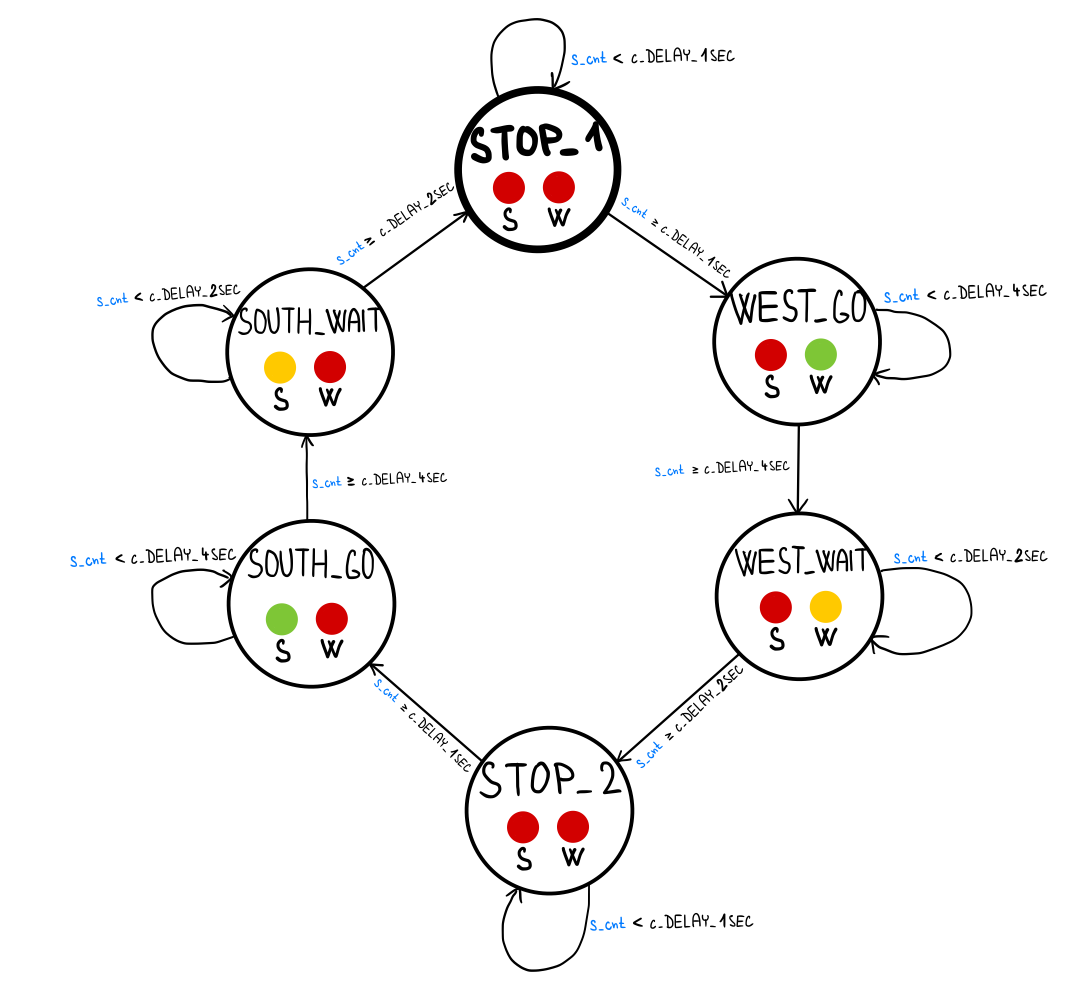 s_cnt < c_DELAY_1SEC
STOP_1
S W
s_cnt ≥ c_DELAY_2SEC
s_cnt ≥ c_DELAY_1SEC
s_cnt < c_DELAY_2SEC
SOUTH_WAIT
S W
s_cnt < c_DELAY_4SEC
WEST_GO
S W
s_cnt ≥ c_DELAY_4SEC
s_cnt ≥ c_DELAY_4SEC
s_cnt < c_DELAY_4SEC
SOUTH_GO
S W
s_cnt < c_DELAY_2SEC
WEST_WAIT
S W
s_cnt ≥ c_DELAY_1SEC
s_cnt ≥ c_DELAY_2SEC
STOP_2
S W
s_cnt < c_DELAY_1SEC